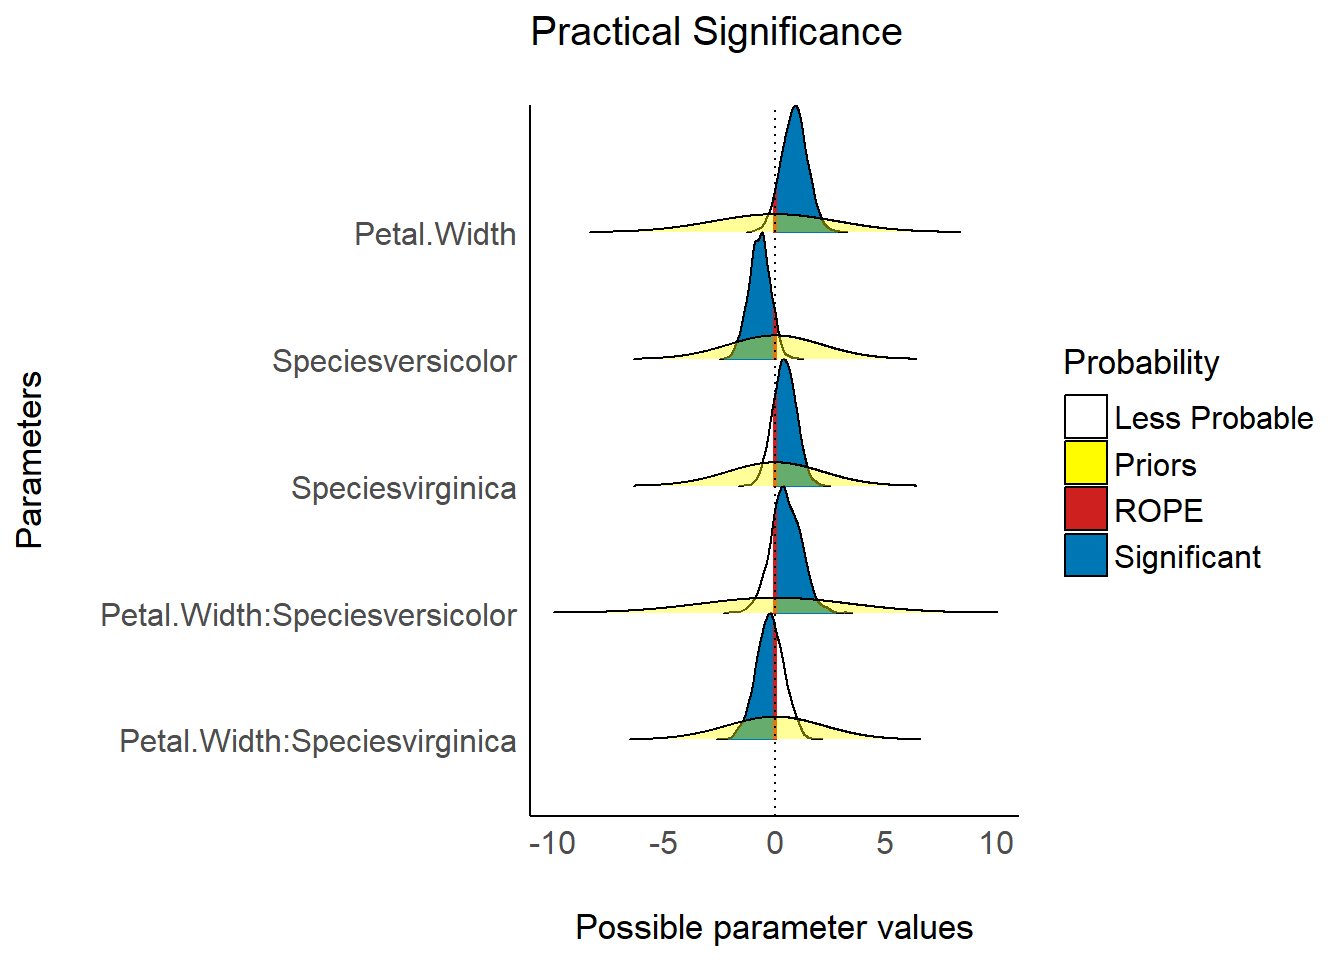 Practical Significance
Parameters
Petal.Width
Speciesversicolor
Speciesvirginica
Petal.Width:Speciesversicolor
Petal.Width:Speciesvirginica
-10 -5 0 5 10
Possible parameter values
Probability
Less Probable
Priors
ROPE
Significant